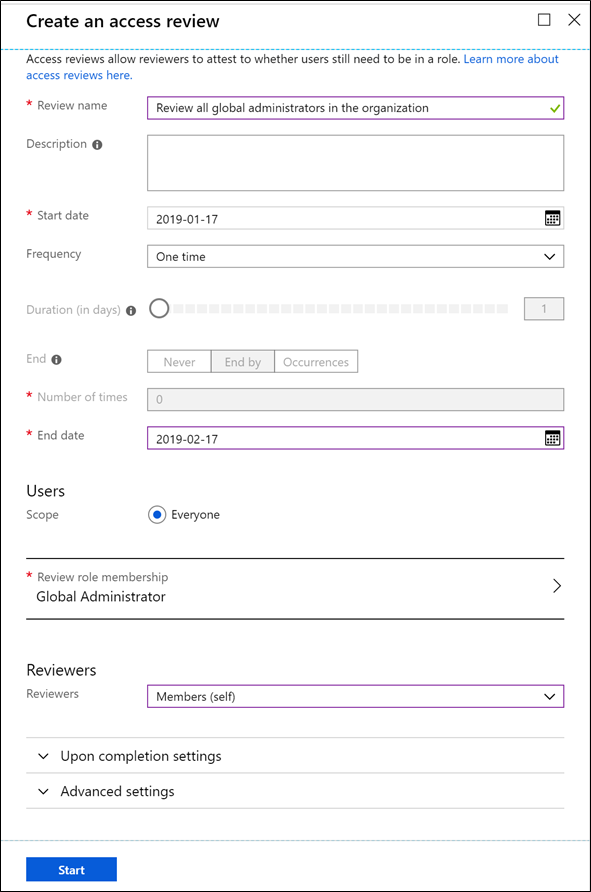 Create an access review
Access reviews allow reviewers to attest to whether users still need to be in a role. Learn more about
access reviews here.
* Review name
Review all global administrators in the organization
Description
* Start date
2019-01-17
Frequency
One time
Duration (in days)
1
End
Never End by Occurrences
* Number of times
0
* End date
2019-02-17
Users
Scope
Everyone
* Review role membership
Global Administrator
Reviewers
Reviewers
Members (self)
Upon completion settings
Advanced settings
Start